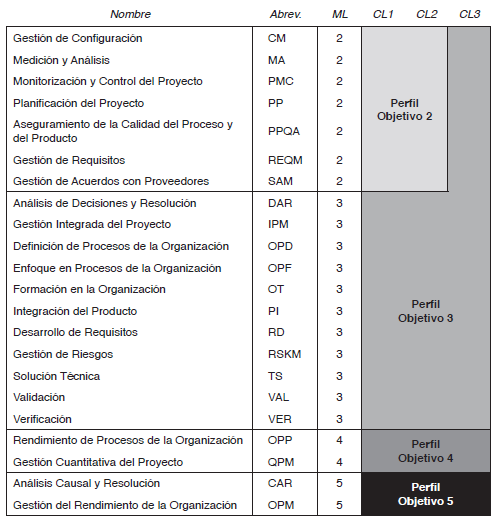 Nombre Abrev. ML CL1 CL2 CL3
Gestión de Configuración CM 2
Medición y Análisis MA 2
Monitorización y Control del Proyecto PMC 2
Planificación del Proyecto PP 2
Aseguramiento de la Calidad del Proceso y
del Producto PPQA 2
Gestión de Requisitos REQM 2
Gestión de Acuerdos con Proveedores SAM 2
Perfil
Objetivo 2
Análisis de Decisiones y Resolución DAR 3
Gestión Integrada del Proyecto IPM 3
Definición de Procesos de la Organización OPD 3
Enfoque en Procesos de la Organización OPF 3
Formación en la Organización OT 3
Integración del Producto PI 3
Desarrollo de Requisitos RD 3
Gestión de Riesgos RSKM 3
Solución Técnica TS 3
Validación VAL 3
Verificación VER 3
Perfil
Objetivo 3
Rendimiento de Procesos de la Organización OPP 4
Gestión Cuantitativa del Proyecto QPM 4
Perfil
Objetivo 4
Análisis Causal y Resolución CAR 5
Gestión del Rendimiento de la Organización OPM 5
Perfil
Objetivo 5